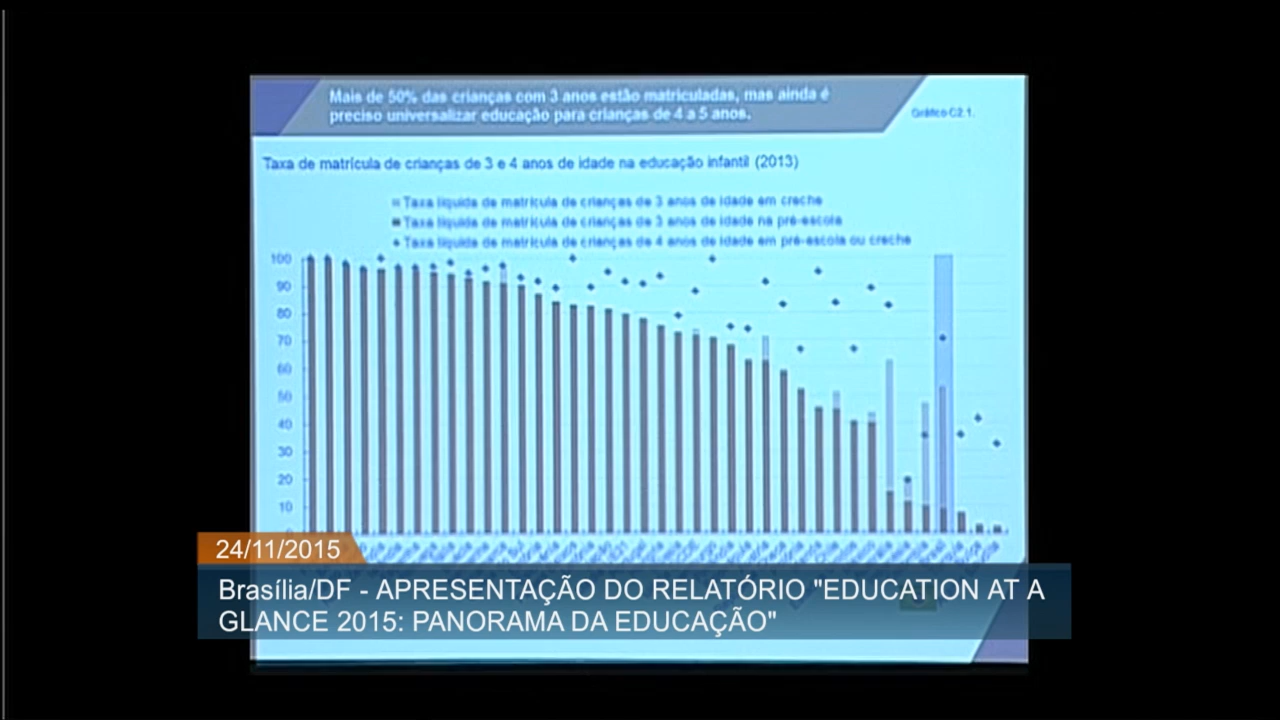 Mais de 50% das crianças com 3 anos estão matriculadas, mas ainda é
preciso universalizar educação para crianças de 4 a 5 anos.
Gráfico C2.1.
Taxa de matrícula de crianças de 3 e 4 anos de idade na educação infantil (2013)
Taxa líquida de matrícula de crianças de 3 anos de idade em creche
Taxa líquida de matrícula de crianças de 3 anos de idade na pré-escola
Taxa líquida de matrícula de crianças de 4 anos de idade em pré-escola ou creche
100
90
80
70
60
50
40
30
20
10
24/11/2015
Brasília/DF - APRESENTAÇÃO DO RELATÓRIO "EDUCATION AT A
GLANCE 2015: PANORAMA DA EDUCAÇÃO"